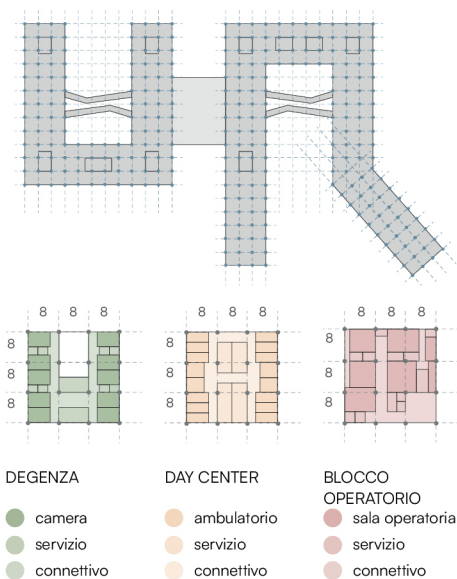 8 8 8
8 8 8
8 8 8
8
8
8
8
8
8
8
8
8
DEGENZA
camera
servizio
connettivo
DAY CENTER
ambulatorio
servizio
connettivo
BLOCCO
OPERATORIO
sala operatoria
servizio
connettivo